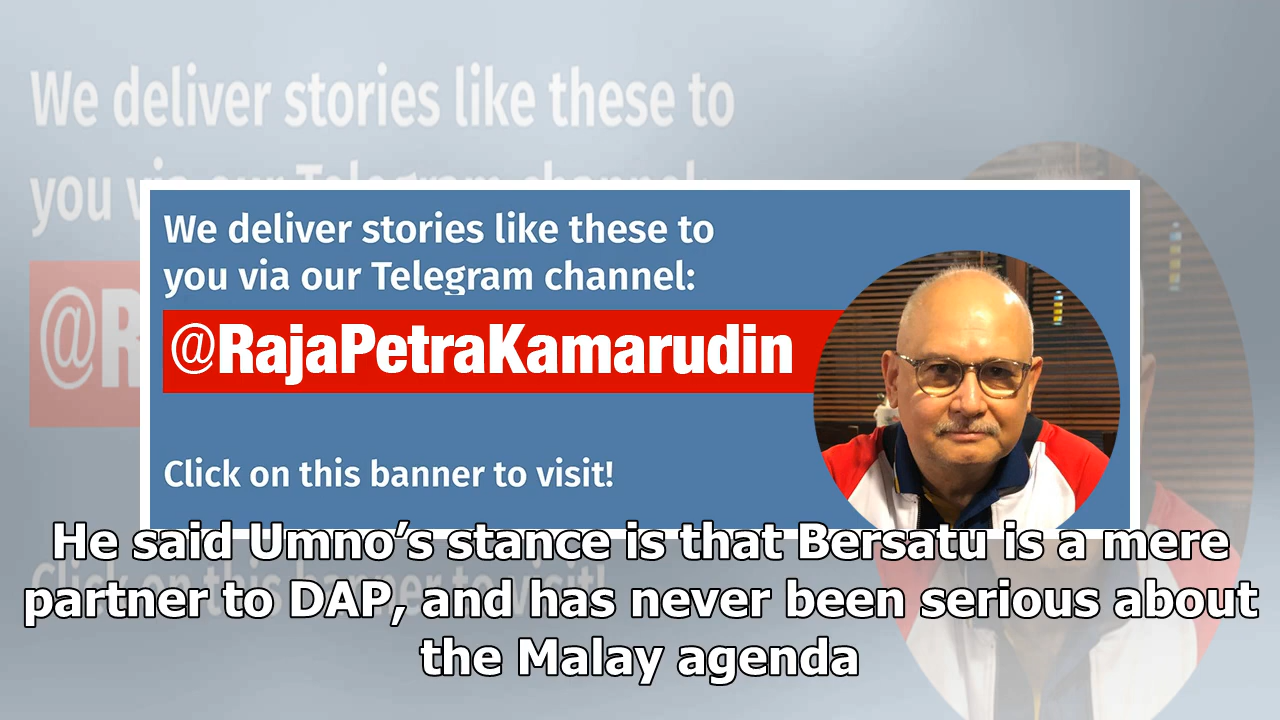 We deliver stories like these to
you via our Telegram channel:
@RajaPetraKamarudin
Click on this banner to visit!
He said Umno’s stance is that Bersatu is a mere
partner to DAP, and has never been serious about
the Malay agenda